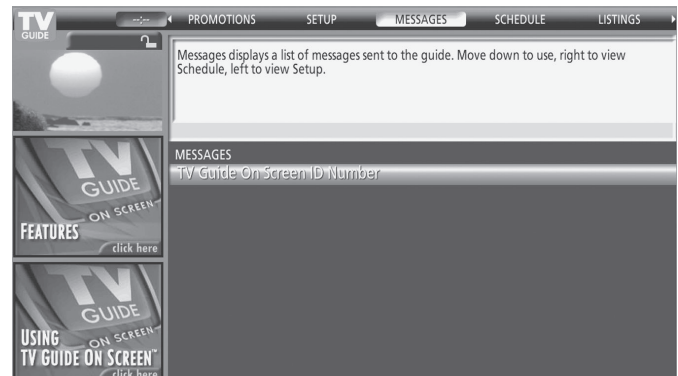 TV
GUIDE
--:--
PROMOTIONS SETUP MESSAGES SCHEDULE LISTINGS
Messages displays a list of messages sent to the guide. Move down to use, right to view
Schedule, left to view Setup.
MESSAGES
TV Guide On Screen ID Number
TV
GUIDE
ON SCREEN
FEATURES
click here
TV
GUIDE
ON SCREEN
USING
TV GUIDE ON SCREEN™
click here